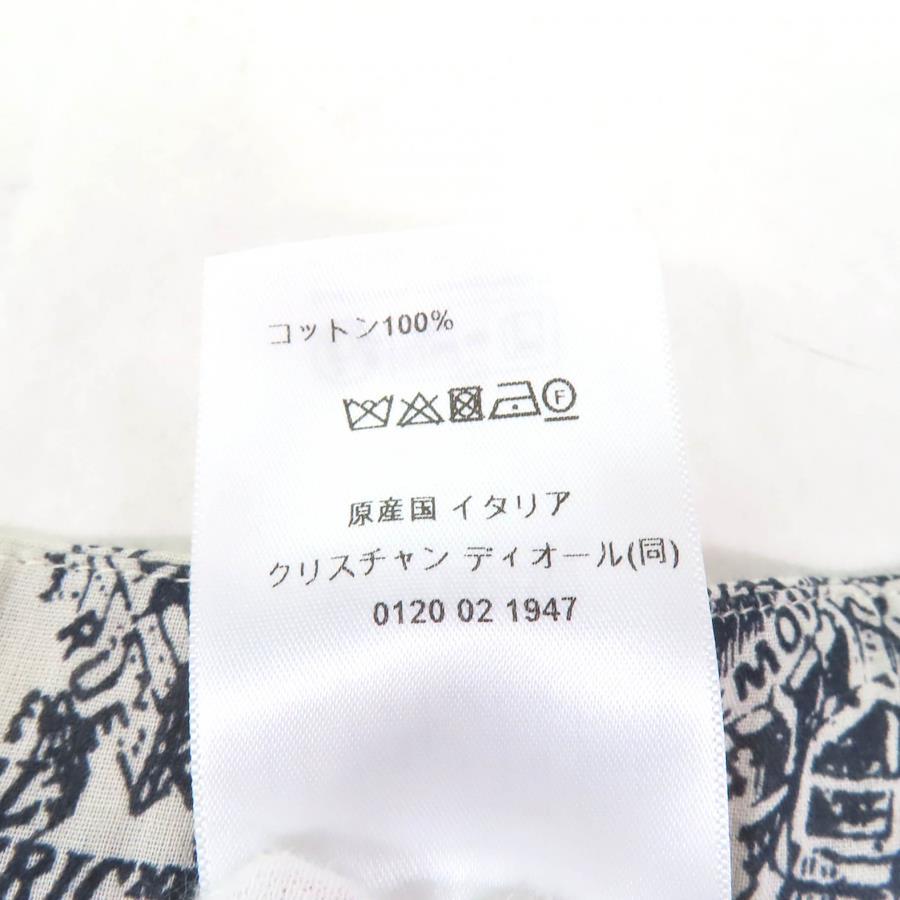 コットン100%
F
原産国 イタリア
クリスチャン ディオール(同)
0120 02 1947